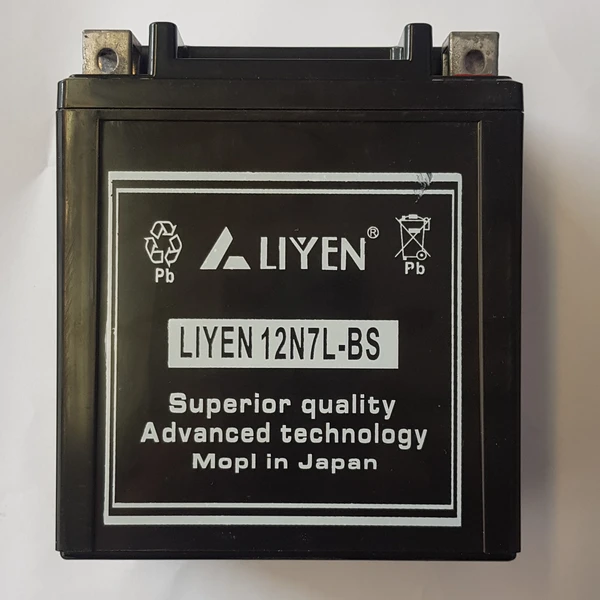 LIYEN®
Pb
Pb
LIYEN 12N7L-BS
Superior quality
Advanced technology
Mopl in Japan